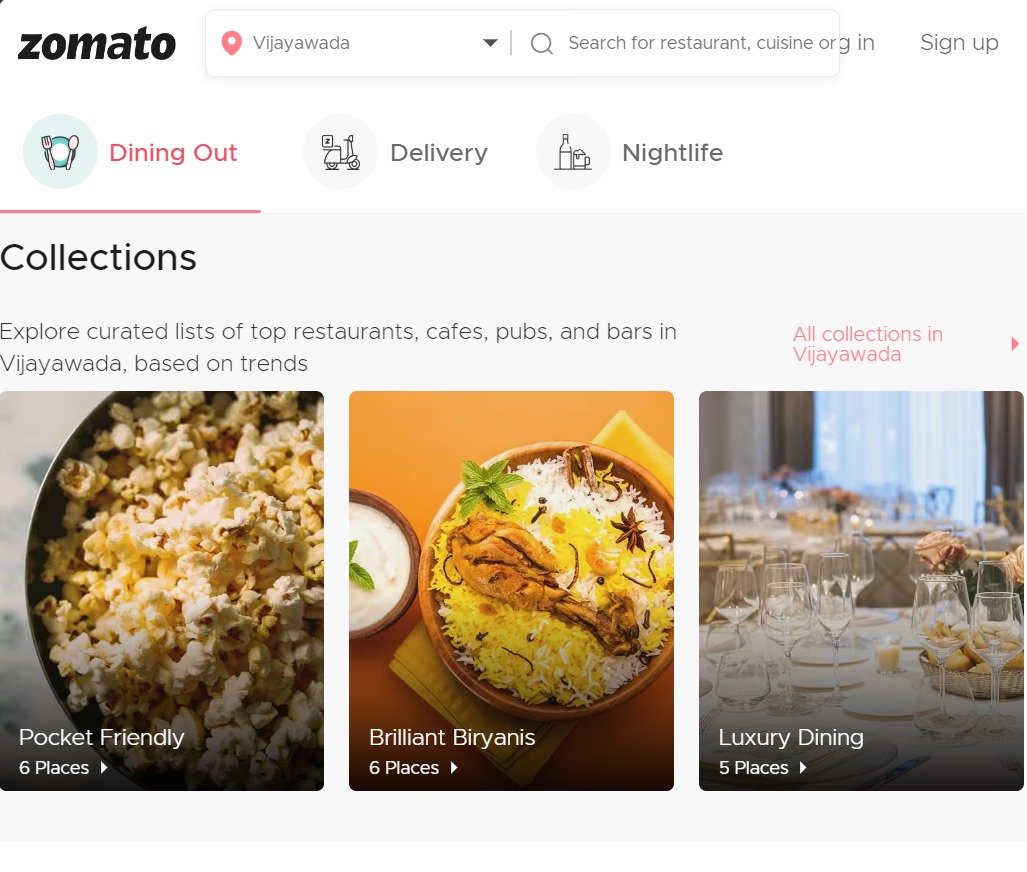 zomato
Vijayawada
Search for restaurant, cuisine or
g in
Sign up
Dining Out
Delivery
Nightlife
Collections
Explore curated lists of top restaurants, cafes, pubs, and bars in
Vijayawada, based on trends
All collections in
Vijayawada
Pocket Friendly
6 Places
Brilliant Biryanis
6 Places
Luxury Dining
5 Places